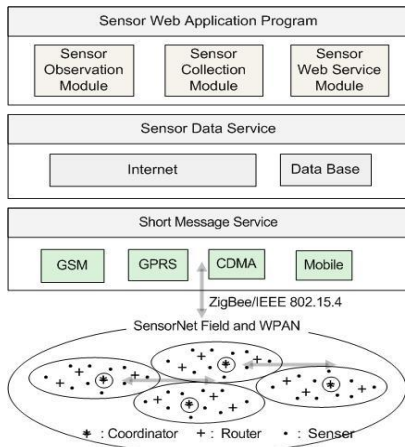 Sensor Web Application Program
Sensor
Observation
Module
Sensor
Collection
Module
Sensor
Web Service
Module
Sensor Data Service
Internet
Data Base
Short Message Service
GSM
GPRS
CDMA
Mobile
ZigBee/IEEE 802.15.4
SensorNet Field and WPAN
: Coordinator
: Router
: Senser